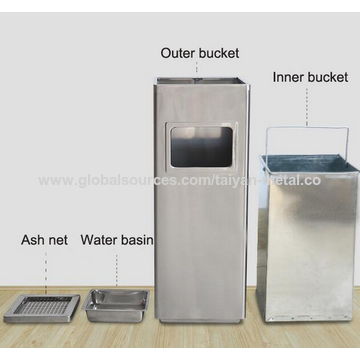 Outer bucket
Inner bucket
www.globalsources.com/taiyan-metal.co
Ash net
Water basin